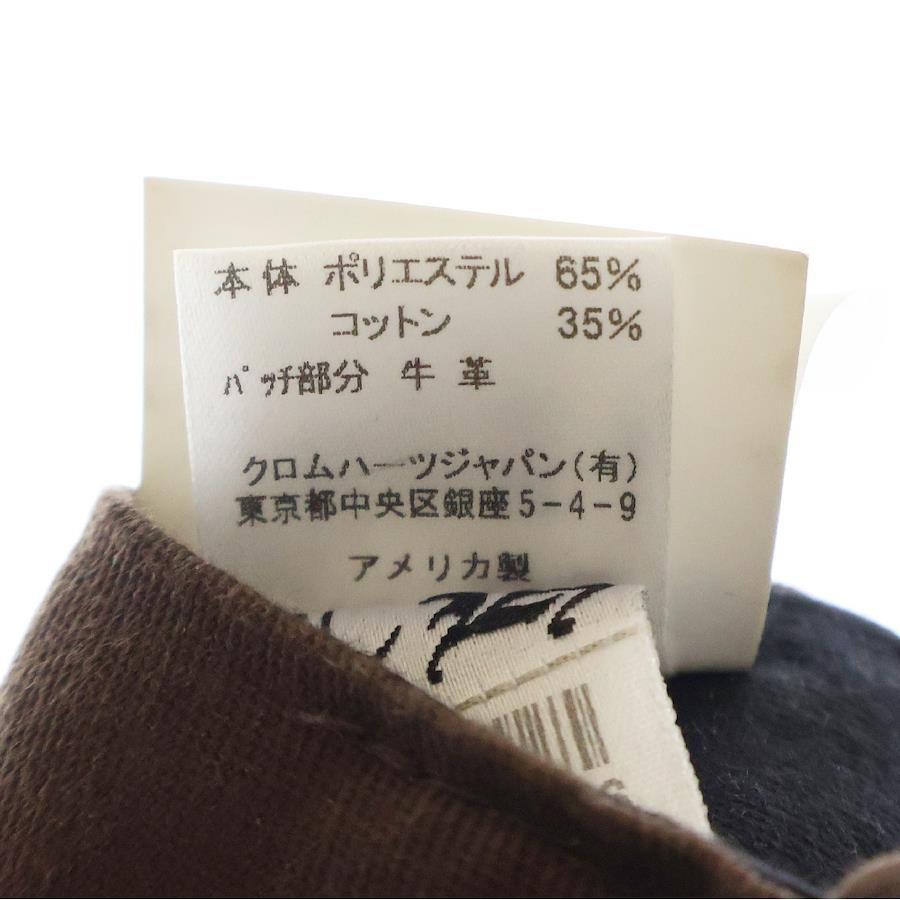 本体 ポリエステル 65%
コットン 35%
パッチ部分 牛革
クロムハーツジャパン(有)
東京都中央区銀座5-4-9
アメリカ製